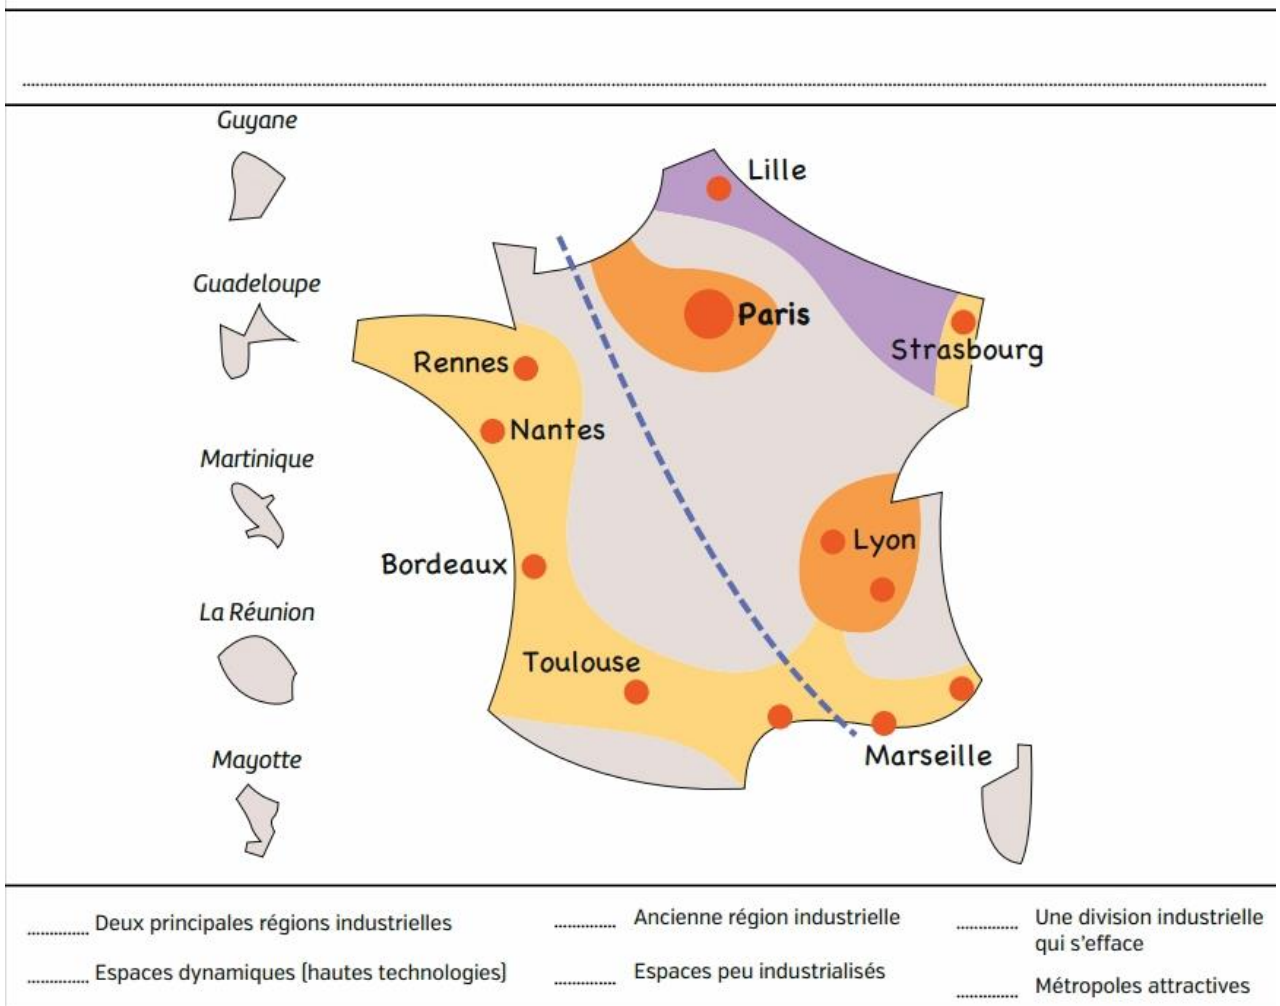 Guyane
Guadeloupe
Martinique
La Réunion
Mayotte
Lille
Paris
Strasbourg
Rennes
Nantes
Lyon
Bordeaux
Toulouse
Marseille
Deux principales régions industrielles
Espaces dynamiques (hautes technologies)
Ancienne région industrielle
Espaces peu industrialisés
Une division industrielle
qui s'efface
Métropoles attractives